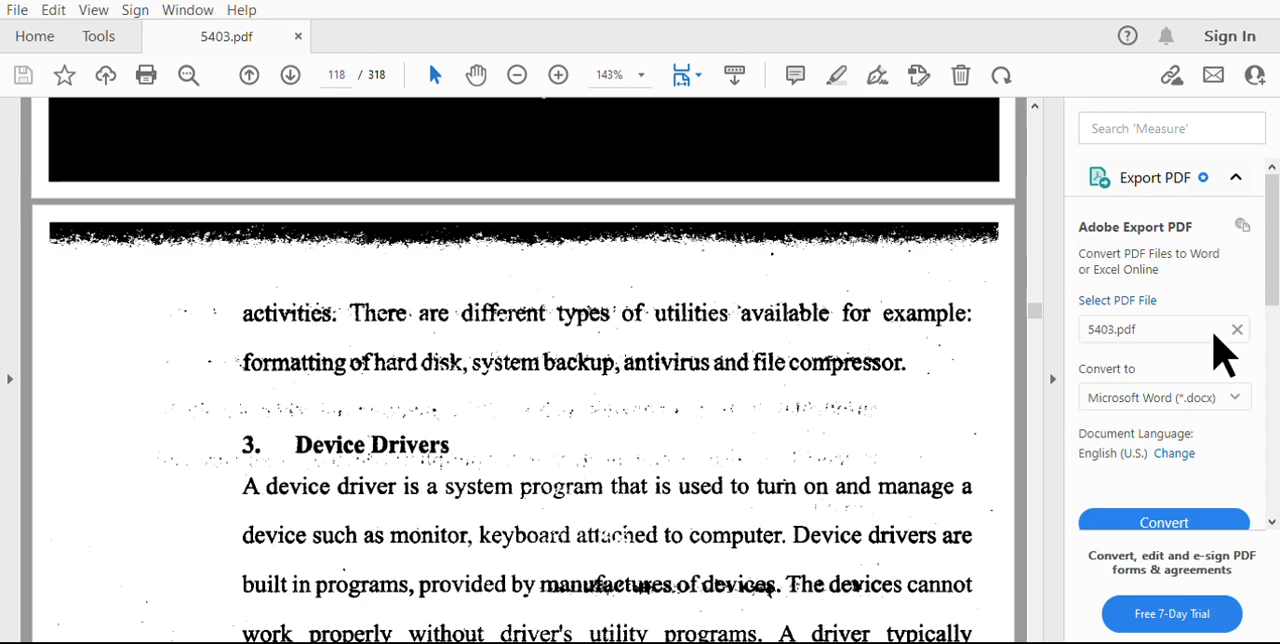 File Edit View Sign Window Help
Home Tools 5403.pdf × Sign In
118 / 318 143%
Search 'Measure'
Export PDF
Adobe Export PDF
Convert PDF Files to Word
or Excel Online
Select PDF File
5403.pdf
Convert to
Microsoft Word (*.docx)
Document Language:
English (U.S.) Change
Convert
Convert, edit and e-sign PDF
forms & agreements
Free 7-Day Trial
activities. There are different types of utilities available for example:
formatting of hard disk, system backup, antivirus and file compressor.
3. Device Drivers
A device driver is a system program that is used to turn on and manage a
device such as monitor, keyboard attached to computer. Device drivers are
built in programs, provided by manufactures of devices. The devices cannot
work properly without driver's utility programs. A driver typically